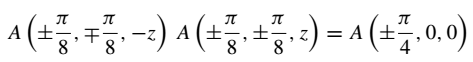 A(±π/8, ∓π/8, −z) A(±π/8, ±π/8, z) = A(±π/4, 0, 0)